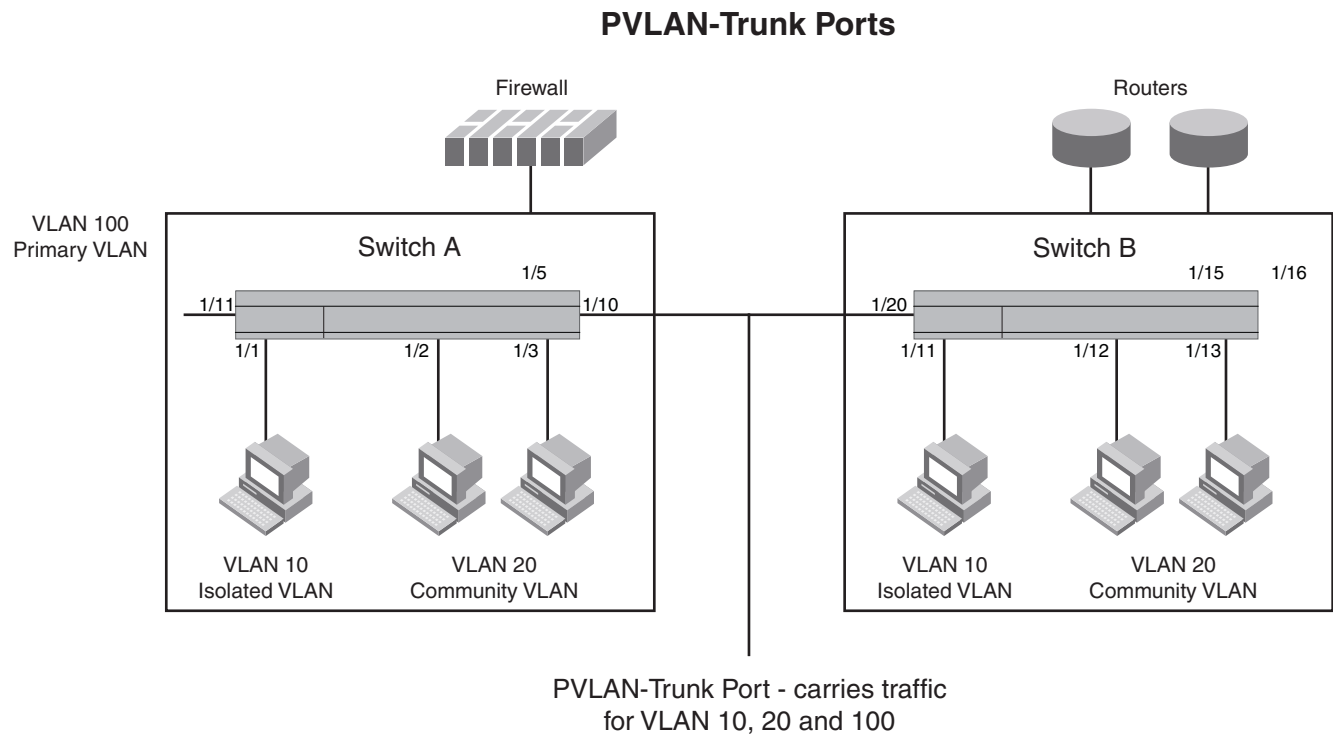 PVLAN-Trunk Ports
Firewall
Routers
VLAN 100
Primary VLAN
Switch A
Switch B
1/5
1/15
1/16
1/11
1/10
1/20
1/1
1/2
1/3
1/11
1/12
1/13
VLAN 10
Isolated VLAN
VLAN 20
Community VLAN
VLAN 10
Isolated VLAN
VLAN 20
Community VLAN
PVLAN-Trunk Port - carries traffic
for VLAN 10, 20 and 100